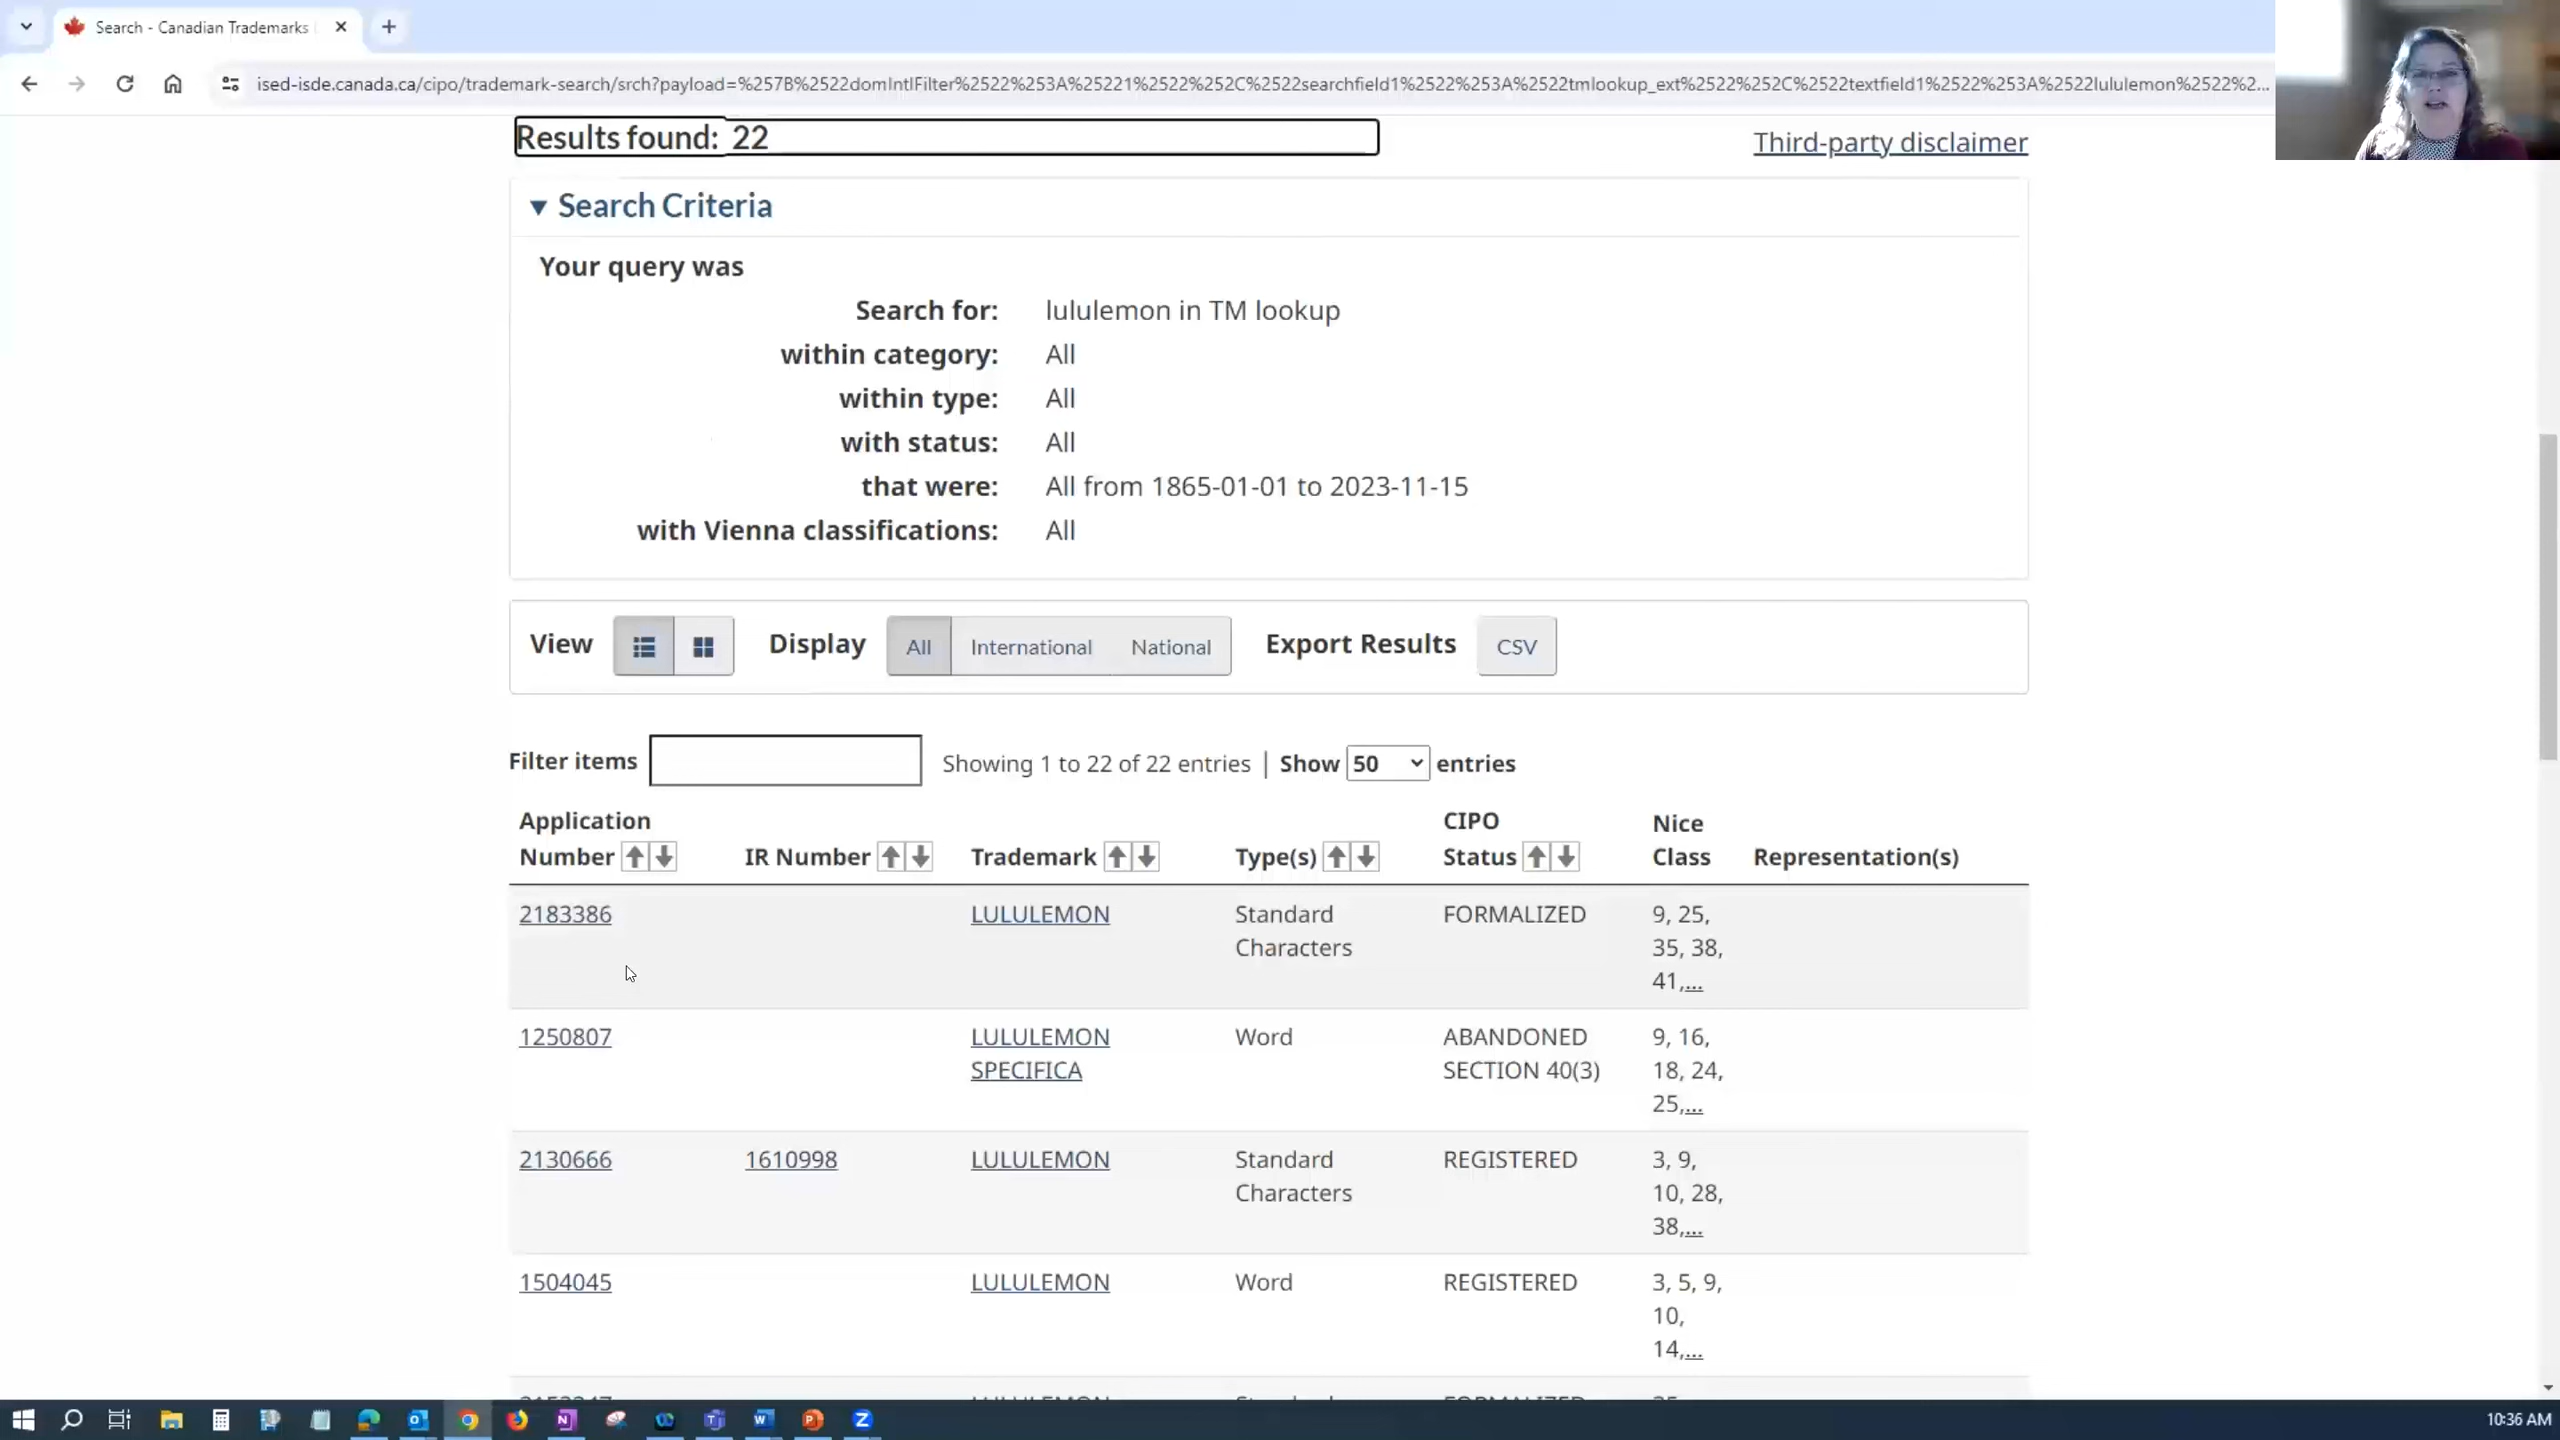 Search - Canadian Trademarks
ised-isde.canada.ca/cipo/trademark-search/srch?payload=%257B%2522domIntlFilter%2522%253A%25221%2522%252C%2522searchfield1%2522%253A%2522tmlookup_ext%2522%252C%2522textfield1%2522%253A%2522lululemon%2522%2...
Results found: 22
Third-party disclaimer
▼ Search Criteria
Your query was
Search for: lululemon in TM lookup
within category: All
within type: All
with status: All
that were: All from 1865-01-01 to 2023-11-15
with Vienna classifications: All
View Display All International National Export Results CSV
Filter items Showing 1 to 22 of 22 entries | Show 50 entries
Application CIPO Nice
Number IR Number Trademark Type(s) Status Class Representation(s)
2183386 LULULEMON Standard FORMALIZED 9, 25,
Characters 35, 38,
41,...
1250807 LULULEMON Word ABANDONED 9, 16,
SPECIFICA SECTION 40(3) 18, 24,
25,...
2130666 1610998 LULULEMON Standard REGISTERED 3, 9,
Characters 10, 28,
38,...
1504045 LULULEMON Word REGISTERED 3, 5, 9,
10,
14,...
10:36 AM